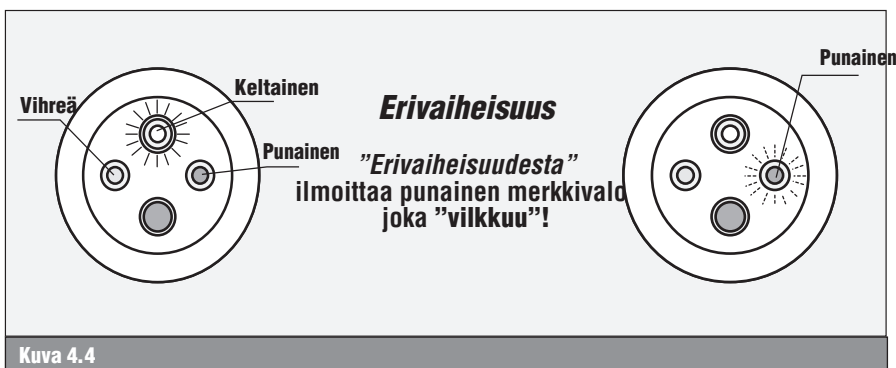 Vihreä
Keltainen
Punainen
Erivaiheisuus
"Erivaiheisuudesta"
ilmoittaa punainen merkkivalo
joka "vilkkuu"!
Punainen
Kuva 4.4